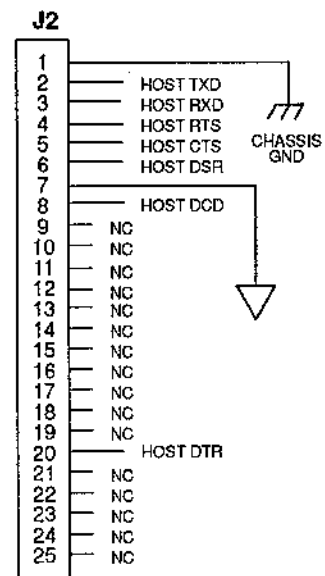 J2
1
2 HOST TXD
3 HOST RXD
4 HOST RTS
5 HOST CTS
6 HOST DSR
7
8 HOST DCD
9 NC
10 NC
11 NC
12 NC
13 NC
14 NC
15 NC
16 NC
17 NC
18 NC
19 NC
20 HOST DTR
21 NC
22 NC
23 NC
24 NC
25 NC
CHASSIS
GND